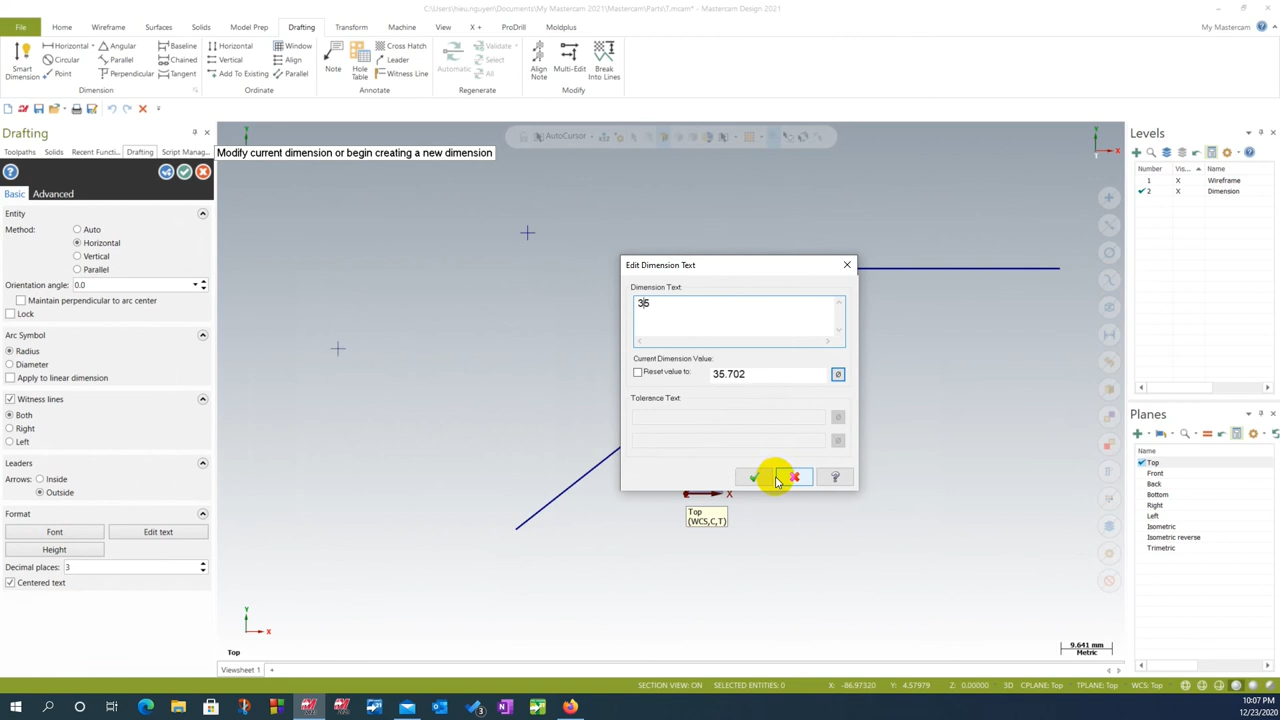 C:\Users\hieu.nguyen\Documents\My Mastercam 2021\Mastercam\Parts\T.mcam* - Mastercam Design 2021
File Home Wireframe Surfaces Solids Model Prep Drafting Transform Machine View X + ProDrill Moldplus My Mastercam
Smart Dimension
Horizontal Angular Baseline
Circular Parallel Chained
Point Perpendicular Tangent
Dimension
Horizontal Window
Vertical Align
Add To Existing Parallel
Ordinate
Note
Hole Table
Cross Hatch
Leader
Witness Line
Annotate
Automatic
Validate
Select
All
Regenerate
Align Note
Multi-Edit
Break Into Lines
Modify
Drafting
Toolpaths Solids Recent Functi... Drafting Script Manag...
Basic Advanced
Entity
Method: Auto
Horizontal
Vertical
Parallel
Orientation angle: 0.0
Maintain perpendicular to arc center
Lock
Arc Symbol
Radius
Diameter
Apply to linear dimension
Witness lines
Both
Right
Left
Leaders
Arrows: Inside
Outside
Format
Font Edit text
Height
Decimal places: 3
Centered text
AutoCursor
Modify current dimension or begin creating a new dimension
Y
X
Edit Dimension Text
Dimension Text:
35
Current Dimension Value:
Reset value to: 35.702
Tolerance Text:
X
Top
(WCS,C,T)
Y
X
Top
9.641 mm
Metric
Viewsheet 1 +
Levels
Number Vis... Name
1 X Wireframe
2 X Dimension
Planes
Name
Top
Front
Back
Bottom
Right
Left
Isometric
Isometric reverse
Trimetric
SECTION VIEW: ON SELECTED ENTITIES: 0 X: -86.97320 Y: 4.57979 Z: 0.00000 3D CPLANE: Top TPLANE: Top WCS: Top
10:07 PM
12/23/2020